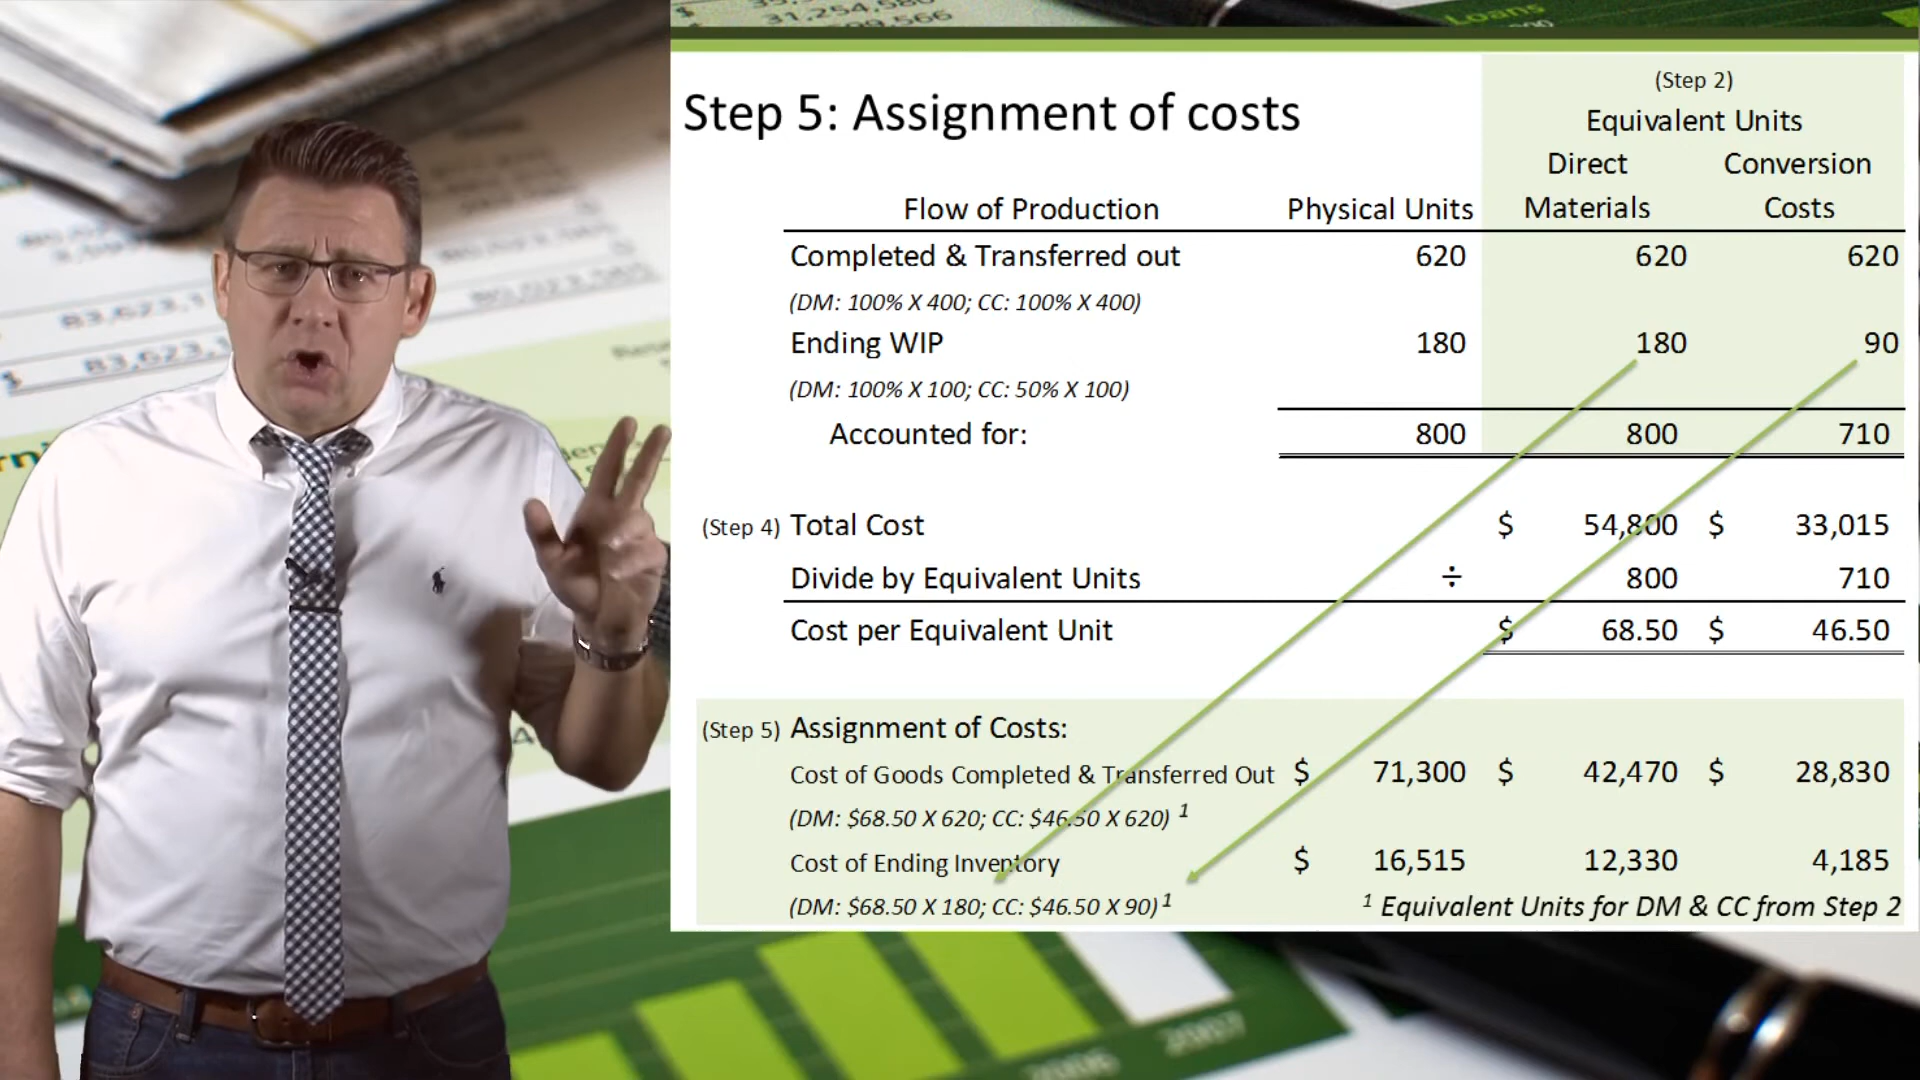 31,254,580
Loans
Step 5: Assignment of costs
(Step 2)
Equivalent Units
Direct Conversion
Flow of Production Physical Units Materials Costs
Completed & Transferred out 620 620 620
(DM: 100% X 400; CC: 100% X 400)
Ending WIP 180 180 90
(DM: 100% X 100; CC: 50% X 100)
Accounted for: 800 800 710
(Step 4) Total Cost $ 54,800 $ 33,015
Divide by Equivalent Units ÷ 800 710
Cost per Equivalent Unit $ 68.50 $ 46.50
(Step 5) Assignment of Costs:
Cost of Goods Completed & Transferred Out $ 71,300 $ 42,470 $ 28,830
(DM: $68.50 X 620; CC: $46.50 X 620) 1
Cost of Ending Inventory $ 16,515 12,330 4,185
(DM: $68.50 X 180; CC: $46.50 X 90) 1 1 Equivalent Units for DM & CC from Step 2
2006
2007